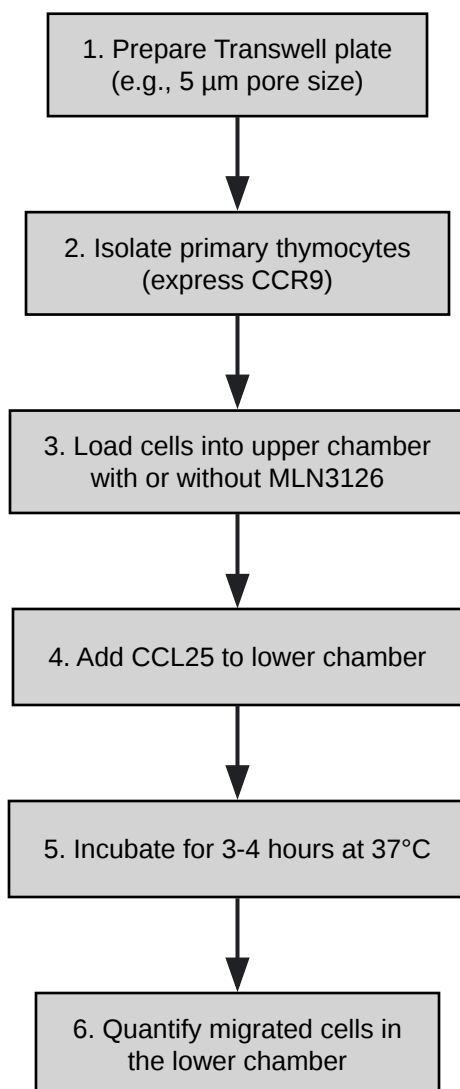 1. Prepare Transwell plate
(e.g., 5 µm pore size)
2. Isolate primary thymocytes
(express CCR9)
3. Load cells into upper chamber
with or without MLN3126
4. Add CCL25 to lower chamber
5. Incubate for 3-4 hours at 37°C
6. Quantify migrated cells in
the lower chamber